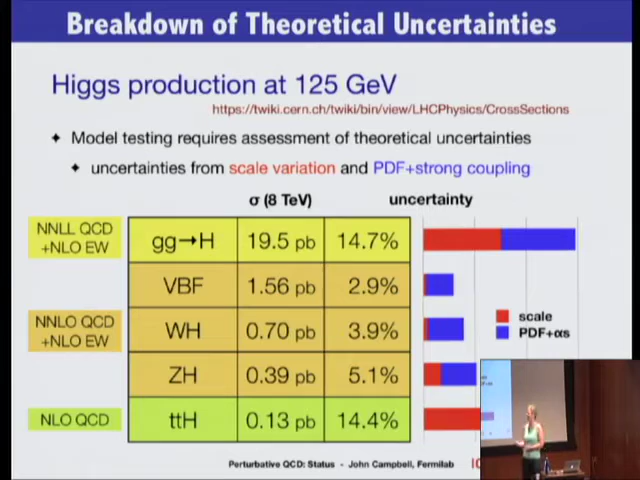 Breakdown of Theoretical Uncertainties
Higgs production at 125 GeV
https://twiki.cern.ch/twiki/bin/view/LHCPhysics/CrossSections
✦ Model testing requires assessment of theoretical uncertainties
✦ uncertainties from scale variation and PDF+strong coupling
σ (8 TeV) uncertainty
NNLL QCD
+NLO EW
gg→H 19.5 pb 14.7%
VBF 1.56 pb 2.9%
NNLO QCD
+NLO EW
WH 0.70 pb 3.9%
scale
PDF+αs
ZH 0.39 pb 5.1%
NLO QCD ttH 0.13 pb 14.4%
Perturbative QCD: Status - John Campbell, Fermilab